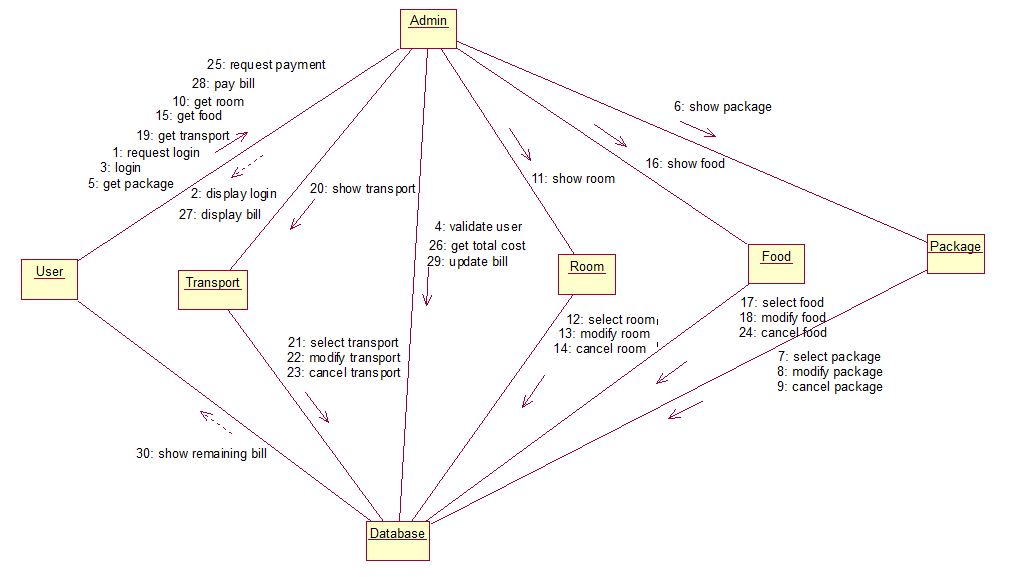 Admin
25: request payment
28: pay bill
10: get room
15: get food
19: get transport
1: request login
3: login
5: get package
2: display login
27: display bill
20: show transport
4: validate user
26: get total cost
29: update bill
11: show room
16: show food
6: show package
User
Transport
Room
Food
Package
21: select transport
22: modify transport
23: cancel transport
12: select room
13: modify room
14: cancel room
17: select food
18: modify food
24: cancel food
7: select package
8: modify package
9: cancel package
30: show remaining bill
Database